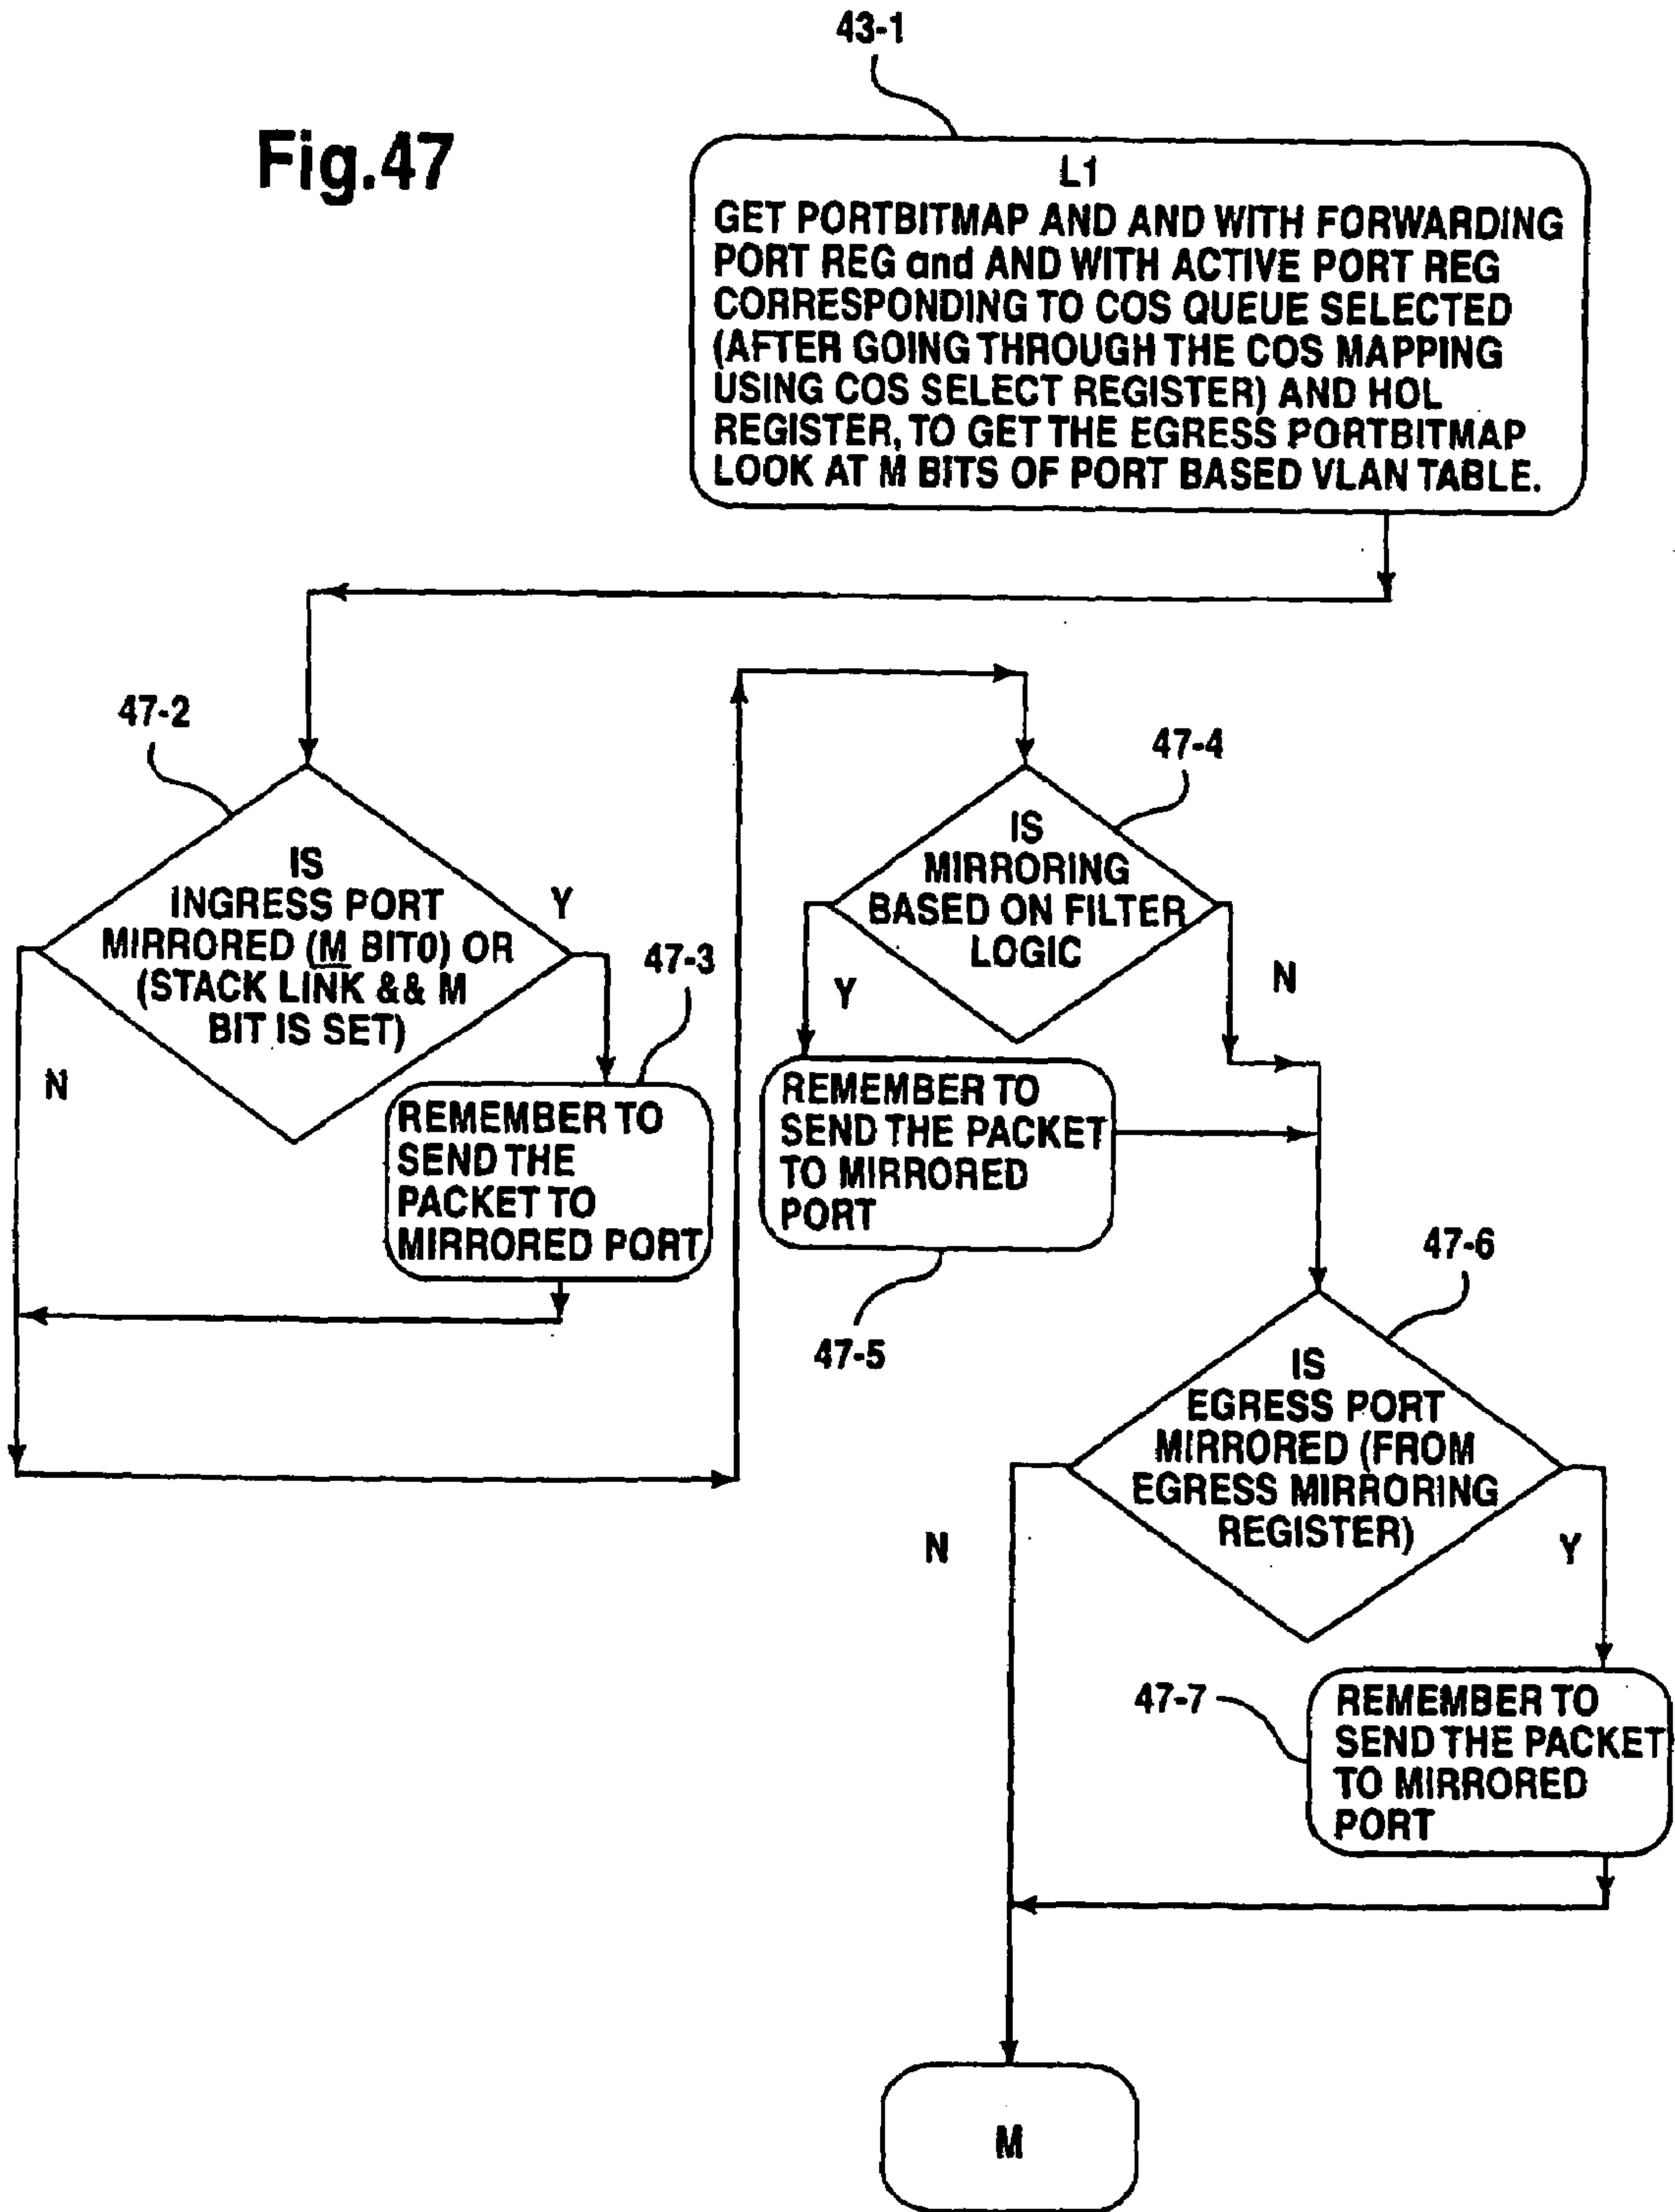 43-1
Fig.47
L1
GET PORTBITMAP AND AND WITH FORWARDING
PORT REG and AND WITH ACTIVE PORT REG
CORRESPONDING TO COS QUEUE SELECTED
(AFTER GOING THROUGH THE COS MAPPING
USING COS SELECT REGISTER) AND HOL
REGISTER, TO GET THE EGRESS PORTBITMAP
LOOK AT M BITS OF PORT BASED VLAN TABLE.
47-2
IS
INGRESS PORT
MIRRORED (M BIT0) OR
(STACK LINK && M
BIT IS SET)
Y
N
47-3
REMEMBER TO
SEND THE
PACKET TO
MIRRORED PORT
47-4
IS
MIRRORING
BASED ON FILTER
LOGIC
Y
N
REMEMBER TO
SEND THE PACKET
TO MIRRORED
PORT
47-5
47-6
IS
EGRESS PORT
MIRRORED (FROM
EGRESS MIRRORING
REGISTER)
N
Y
47-7
REMEMBER TO
SEND THE PACKET
TO MIRRORED
PORT
M